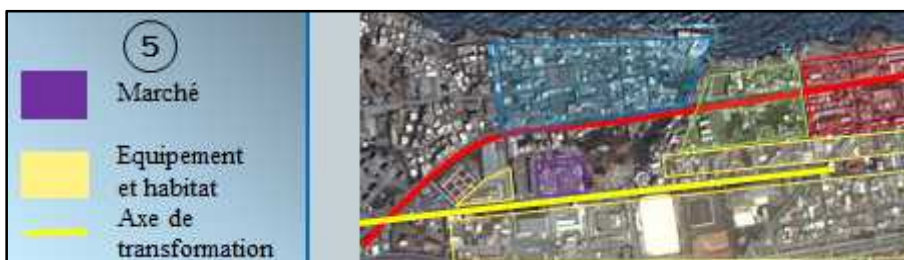 5
Marché
Equipement
et habitat
Axe de
transformation